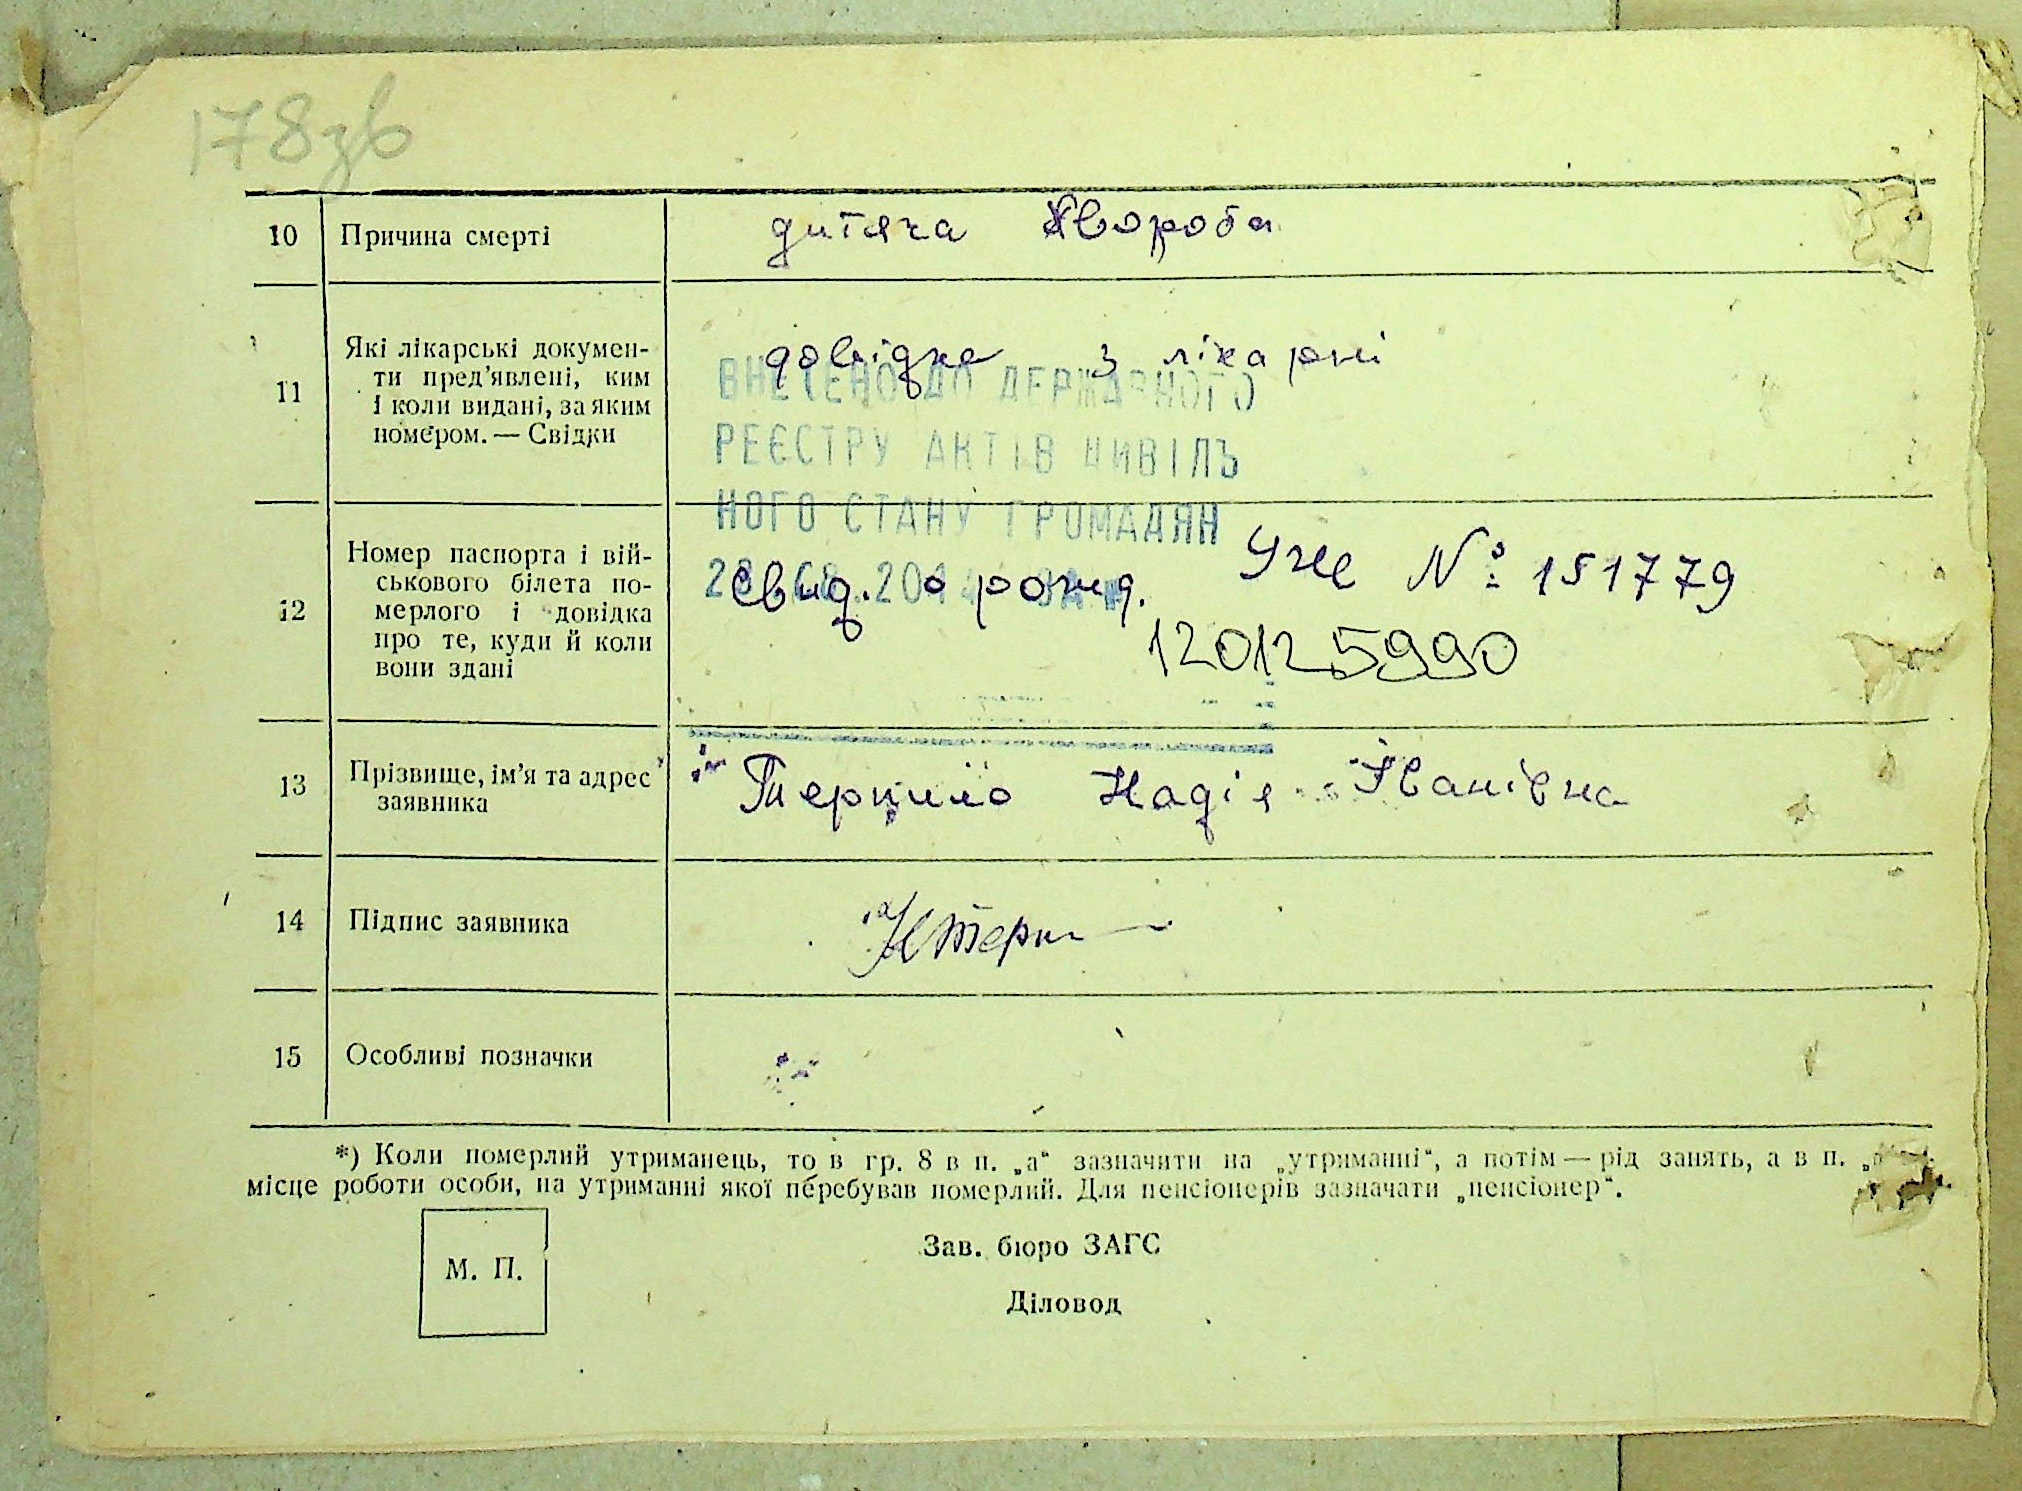 178зв
10 Причина смерті дитяча хвороба
11 Які лікарські докумен-
ти пред'явлені, ким
і коли видані, за яким
номером. — Свідки
довідка з лікарні
ВНЕСЕНО ДО ДЕРЖАВНОГО
РЕЄСТРУ АКТІВ ЦИВІЛЬ
НОГО СТАНУ ГРОМАДЯН
12 Номер паспорта і вій-
ськового білета по-
мерлого і довідка
про те, куди й коли
вони здані
Свид. о рожд. УЖ № 151779
120125990
13 Прізвище, ім'я та адрес
заявника
Надія Іванівна
14 Підпис заявника
15 Особливі позначки
*) Коли померлий утриманець, то в гр. 8 в п. „а“ зазначити на „утриманні“, а потім — рід занять, а в п.
місце роботи особи, на утриманні якої перебував померлий. Для пенсіонерів зазначати „пенсіонер“.
М. П.
Зав. бюро ЗАГС
Діловод